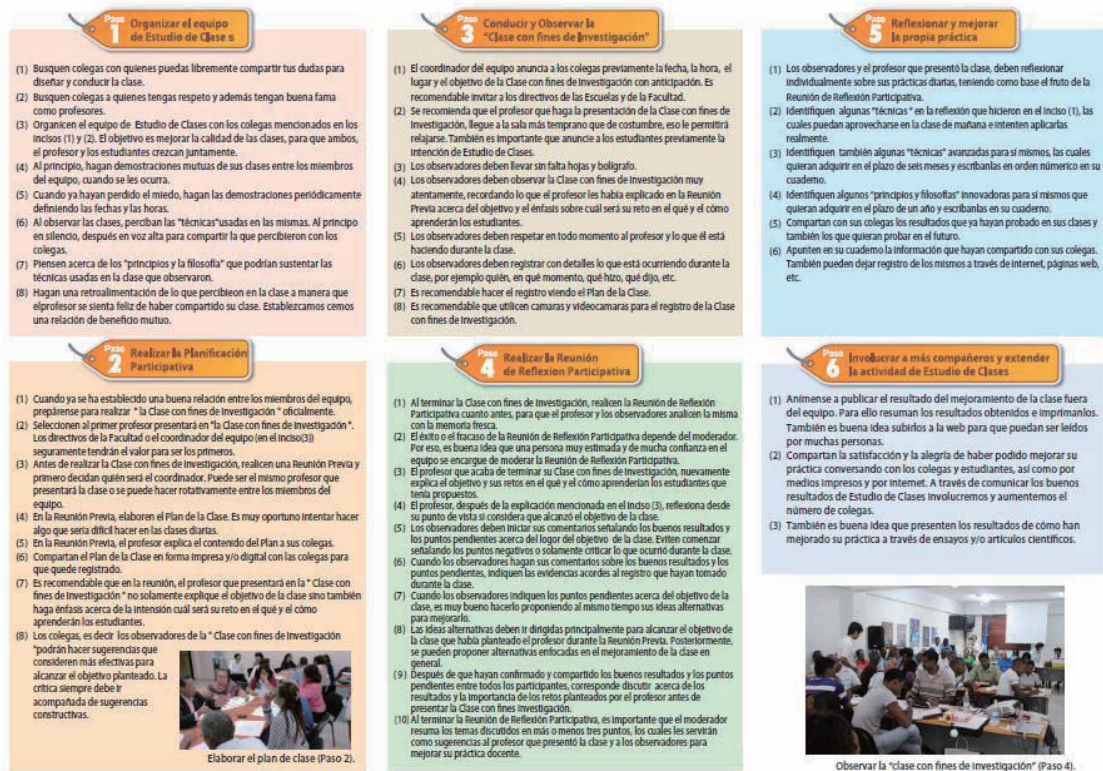 Paso 1 Organizar el equipo
de Estudio de Clase s
(1) Busquen colegas con quienes puedas libremente compartir tus dudas para
diseñar y conducir la clase.
(2) Busquen colegas a quienes tengas respeto y además tengan buena fama
como profesores.
(3) Organicen el equipo de Estudio de Clases con los colegas mencionados en los
incisos (1) y (2). El objetivo es mejorar la calidad de las clases, para que ambos,
el profesor y los estudiantes crezcan juntamente.
(4) Al principio, hagan demostraciones mutuas de sus clases entre los miembros
del equipo, cuando se les ocurra.
(5) Cuando ya hayan perdido el miedo, hagan las demostraciones periódicamente
definiendo las fechas y las horas.
(6) Al observar las clases, perciban las "técnicas"usadas en las mismas. Al principo
en silencio, después en voz alta para compartir la que percibieron con los
colegas.
(7) Piensen acerca de los "principios y la filosofía" que podrían sustentar las
técnicas usadas en la clase que observaron.
(8) Hagan una retroalimentación de lo que percibieon en la clase a manera que
elprofesor se sienta feliz de haber compartido su clase. Establezcamos cemos
una relación de beneficio mutuo.
Paso 2 Realizar la Planificación
Participativa
(1) Cuando ya se ha establecido una buena relación entre los miembros del equipo,
prepárense para realizar " la Clase con fines de Investigación " oficialmente.
(2) Seleccionen al primer profesor presentará en "la Clase con fines de Investigación ".
Los directivos de la Facultad o el coordinador del equipo (en el inciso(3))
seguramente tendrán el valor para ser los primeros.
(3) Antes de realizar la Clase con fines de Investigación, realicen una Reunión Previa y
primero decidan quién será el coordinador. Puede ser el mismo profesor que
presentará la clase o se puede hacer rotativamente entre los miembros del
equipo.
(4) En la Reunión Previa, elaboren el Plan de la Clase. Es muy oportuno intentar hacer
algo que sería difícil hacer en las clases diarias.
(5) En la Reunión Previa, el profesor explica el contenido del Plan a sus colegas.
(6) Compartan el Plan de la Clase en forma impresa y/o digital con las colegas para
que quede registrado.
(7) Es recomendable que en la reunión, el profesor que presentará en la " Clase con
fines de Investigación " no solamente explique el objetivo de la clase sino también
haga énfasis acerca de la intensión cuál será su reto en el qué y el cómo
aprenderán los estudiantes.
(8) Los colegas, es decir los observadores de la " Clase con fines de Investigación
"podrán hacer sugerencias que
consideren más efectivas para
alcanzar el objetivo planteado. La
crítica siempre debe ir
acompañada de sugerencias
constructivas.
Elaborar el plan de clase (Paso 2).
Paso 3 Conducir y Observar la
"Clase con fines de Investigación"
(1) El coordinador del equipo anuncia a los colegas previamente la fecha, la hora, el
lugar y el objetivo de la Clase con fines de Investigación con anticipación. Es
recomendable invitar a los directivos de las Escuelas y de la Facultad.
(2) Se recomienda que el profesor que haga la presentación de la Clase con fines de
Investigación, llegue a la sala más temprano que de costumbre, eso le permitirá
relajarse. También es importante que anuncie a los estudiantes previamente la
intención de Estudio de Clases.
(3) Los observadores deben llevar sin falta hojas y bolígrafo.
(4) Los observadores deben observar la Clase con fines de Investigación muy
atentamente, recordando lo que el profesor les había explicado en la Reunión
Previa acerca del objetivo y el énfasis sobre cuál será su reto en el qué y el cómo
aprenderán los estudiantes.
(5) Los observadores deben respetar en todo momento al profesor y lo que él está
haciendo durante la clase.
(6) Los observadores deben registrar con detalles lo que está ocurriendo durante la
clase, por ejemplo quién, en qué momento, qué hizo, qué dijo, etc.
(7) Es recomendable hacer el registro viendo el Plan de la Clase.
(8) Es recomendable que utilicen camaras y videocamaras para el registro de la Clase
con fines de Investigación.
Paso 4 Realizar la Reunión
de Reflexion Participativa
(1) Al terminar la Clase con fines de Investigación, realicen la Reunión de Reflexión
Participativa cuanto antes, para que el profesor y los observadores analicen la misma
con la memoria fresca.
(2) El éxito o el fracaso de la Reunión de Reflexión Participativa depende del moderador.
Por eso, es buena idea que una persona muy estimada y de mucha confianza en el
equipo se encargue de moderar la Reunión de Reflexión Participativa.
(3) El profesor que acaba de terminar su Clase con fines de Investigación, nuevamente
explica el objetivo y sus retos en el qué y el cómo aprenderían los estudiantes que
tenía propuestos.
(4) El profesor, después de la explicación mencionada en el inciso (3), reflexiona desde
su punto de vista si considera que alcanzó el objetivo de la clase.
(5) Los observadores deben iniciar sus comentarios señalando los buenos resultados y
los puntos pendientes acerca del logor del objetivo de la clase. Eviten comenzar
señalando los puntos negativos o solamente criticar lo que ocurrió durante la clase.
(6) Cuando los observadores hagan sus comentarios sobre los buenos resultados y los
puntos pendientes, indiquen las evidencias acordes al registro que hayan tomado
durante la clase.
(7) Cuando los observadores indiquen los puntos pendientes acerca del objetivo de la
clase, es muy bueno hacerlo proponiendo al mismo tiempo sus ideas alternativas
para mejorarlo.
(8) Las ideas alternativas deben ir dirigidas principalmente para alcanzar el objetivo de
la clase que había planteado el profesor durante la Reunión Previa. Posteriormente,
se pueden proponer alternativas enfocadas en el mejoramiento de la clase en
general.
(9) Después de que hayan confirmado y compartido los buenos resultados y los puntos
pendientes entre todos los participantes, corresponde discutir acerca de los
resultados y la importancia de los retos planteados por el profesor antes de
presentar la Clase con fines investigación.
(10) Al terminar la Reunión de Reflexión Participativa, es importante que el moderador
resuma los temas discutidos en más o menos tres puntos, los cuales les servirán
como sugerencias al profesor que presentó la clase y a los observadores para
mejorar su práctica docente.
Paso 5 Reflexionar y mejorar
la propia práctica
(1) Los observadores y el profesor que presentó la clase, deben reflexionar
individualmente sobre sus prácticas diarias, teniendo como base el fruto de la
Reunión de Reflexión Participativa.
(2) Identifiquen algunas "técnicas " en la reflexión que hicieron en el inciso (1), las
cuales puedan aprovecharse en la clase de mañana e intenten aplicarlas
realmente.
(3) Identifiquen también algunas "técnicas" avanzadas para sí mismos, las cuales
quieran adquirir en el plazo de seis meses y escribanlas en orden númerico en su
cuaderno.
(4) Identifiquen algunos "principios y filosofías" innovadoras para sí mismos que
quieran adquirir en el plazo de un año y escribanlas en su cuaderno.
(5) Compartan con sus colegas los resultados que ya hayan probado en sus clases y
también los que quieran probar en el futuro.
(6) Apunten en su cuaderno la información que hayan compartido con sus colegas.
También pueden dejar registro de los mismos a través de internet, páginas web,
etc.
Paso 6 Involucrar a más compañeros y extender
la actividad de Estudio de Clases
(1) Anímense a publicar el resultado del mejoramiento de la clase fuera
del equipo. Para ello resuman los resultados obtenidos e imprímanlos.
También es buena idea subirlos a la web para que puedan ser leídos
por muchas personas.
(2) Compartan la satisfacción y la alegría de haber podido mejorar su
práctica conversando con los colegas y estudiantes, así como por
medios impresos y por internet. A través de comunicar los buenos
resultados de Estudio de Clases involucremos y aumentemos el
número de colegas.
(3) También es buena idea que presenten los resultados de cómo han
mejorado su práctica a través de ensayos y/o artículos científicos.
Observar la "clase con fines de Investigación" (Paso 4).